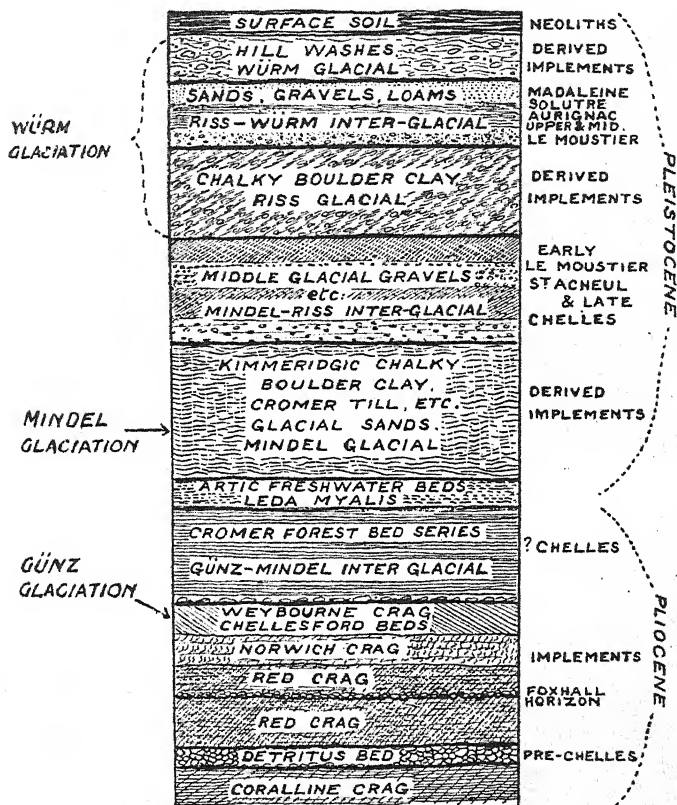 SURFACE SOIL
NEOLITHS
HILL WASHES
WÜRM GLACIAL
DERIVED
IMPLEMENTS
SANDS, GRAVELS, LOAMS
RISS-WURM INTER-GLACIAL
MADALEINE
SOLUTRE
AURIGNAC
UPPER & MID.
LE MOUSTIER
WÜRM
GLACIATION
CHALKY BOULDER CLAY,
RISS GLACIAL
DERIVED
IMPLEMENTS
MIDDLE GLACIAL GRAVELS
etc.
MINDEL-RISS INTER-GLACIAL
EARLY
LE MOUSTIER
STACHEUL
& LATE
CHELLES
KIMMERIDGIC CHALKY
BOULDER CLAY,
CROMER TILL, ETC.
GLACIAL SANDS.
MINDEL GLACIAL
DERIVED
IMPLEMENTS
MINDEL
GLACIATION
ARTIC FRESHWATER BEDS
LEDA MYALIS
PLEISTOCENE
CROMER FOREST BED SERIES
GÜNZ-MINDEL INTER GLACIAL
? CHELLES
GÜNZ
GLACIATION
WEYBOURNE CRAG
CHELLESFORD BEDS
NORWICH CRAG
RED CRAG
IMPLEMENTS
FOXHALL
HORIZON
RED CRAG
DETRITUS BED
PRE-CHELLES
CORALLINE CRAG
PLIOCENE